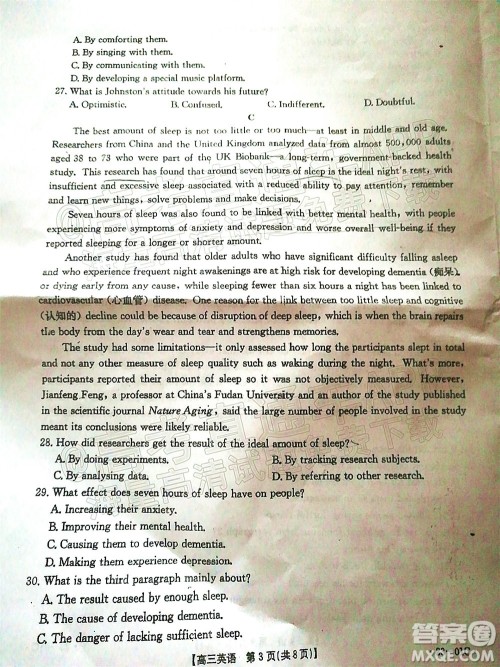 A. By comforting them.
B. By singing with them.
C. By communicating with them.
D. By developing a special music platform.
27. What is Johnston's attitude towards his future?
A. Optimistic. B. Confused. C. Indifferent. D. Doubtful.
C
The best amount of sleep is not too little or too much—at least in middle and old age.
Researchers from China and the United Kingdom analyzed data from almost 500,000 adults
aged 38 to 73 who were part of the UK Biobank—a long-term, government-backed health
study. This research has found that around seven hours of sleep is the ideal night's rest, with
insufficient and excessive sleep associated with a reduced ability to pay attention, remember
and learn new things, solve problems and make decisions.
Seven hours of sleep was also found to be linked with better mental health, with people
experiencing more symptoms of anxiety and depression and worse overall well-being if they
reported sleeping for a longer or shorter amount.
Another study has found that older adults who have significant difficulty falling asleep
and who experience frequent night awakenings are at high risk for developing dementia (痴呆)
or dying early from any cause, while sleeping fewer than six hours a night has been linked to
cardiovascular (心血管) disease. One reason for the link between too little sleep and cognitive
(认知的) decline could be because of disruption of deep sleep, which is when the brain repairs
the body from the day's wear and tear and strengthens memories.
The study had some limitations—it only assessed how long the participants slept in total
and not any other measure of sleep quality such as waking during the night. What's more,
participants reported their amount of sleep so it was not objectively measured. However,
Jianfeng Feng, a professor at China's Fudan University and an author of the study published
in the scientific journal Nature Aging, said the large number of people involved in the study
meant its conclusions were likely reliable.
28. How did researchers get the result of the ideal amount of sleep?
A. By doing experiments. B. By tracking research subjects.
C. By analysing data. D. By referring to other research.
29. What effect does seven hours of sleep have on people?
A. Increasing their anxiety.
B. Improving their mental health.
C. Causing them to develop dementia.
D. Making them experience depression.
30. What is the third paragraph mainly about?
A. The result caused by enough sleep.
B. The cause of developing dementia.
C. The danger of lacking sufficient sleep.
【高三英语 第3页(共8页)】
答案圈
MXQE.COM